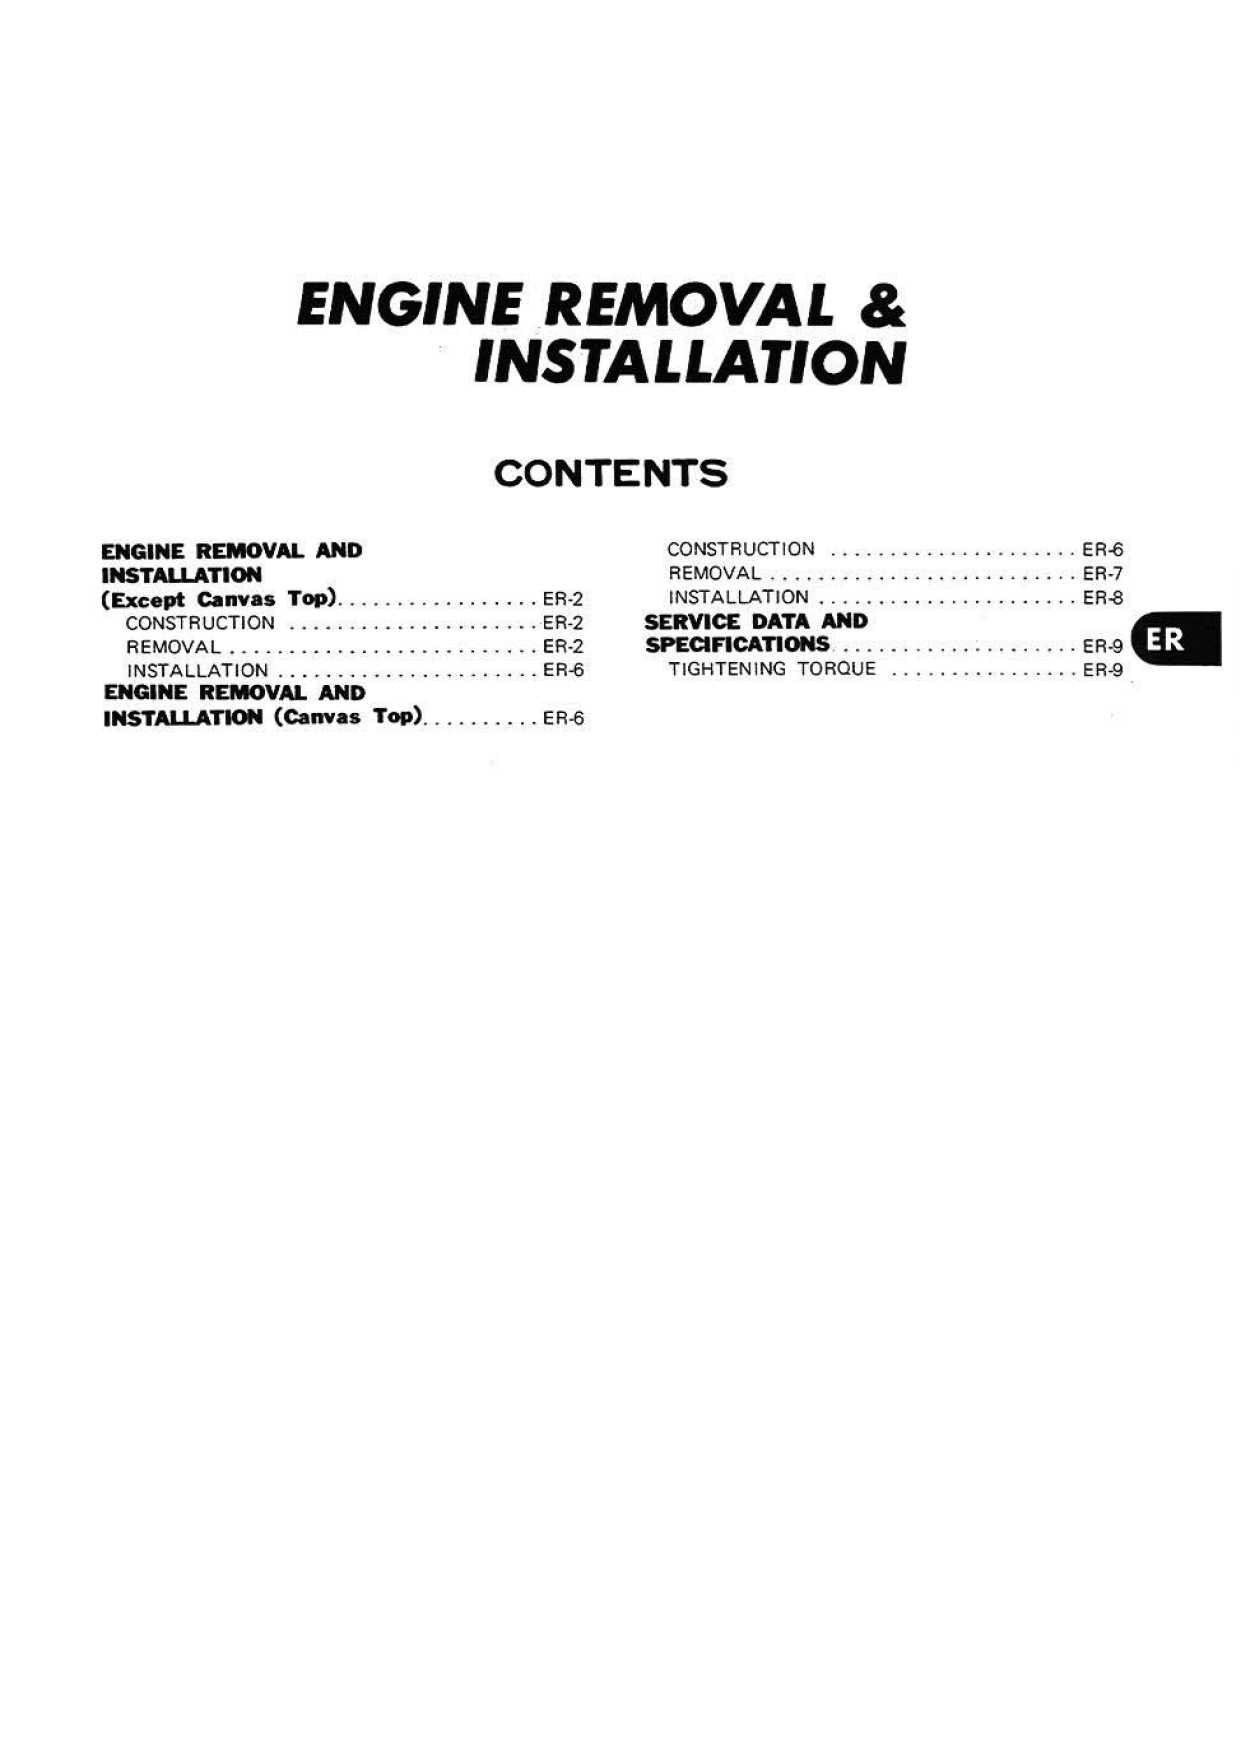 ENGINE REMOVAL &
INSTALLATION
CONTENTS
ENGINE REMOVAL AND
INSTALLATION
(Except Canvas Top). . . . . . . . . . . . . . . . . ER-2
CONSTRUCTION . . . . . . . . . . . . . . . . . . . . . ER-2
REMOVAL . . . . . . . . . . . . . . . . . . . . . . . . . . ER-2
INSTALLATION . . . . . . . . . . . . . . . . . . . . . . ER-6
ENGINE REMOVAL AND
INSTALLATION (Canvas Top). . . . . . . . . . ER-6
CONSTRUCTION . . . . . . . . . . . . . . . . . . . . . ER-6
REMOVAL . . . . . . . . . . . . . . . . . . . . . . . . . . ER-7
INSTALLATION . . . . . . . . . . . . . . . . . . . . . . ER-8
SERVICE DATA AND
SPECIFICATIONS . . . . . . . . . . . . . . . . . . . . . ER-9
TIGHTENING TORQUE . . . . . . . . . . . . . . . . ER-9
ER